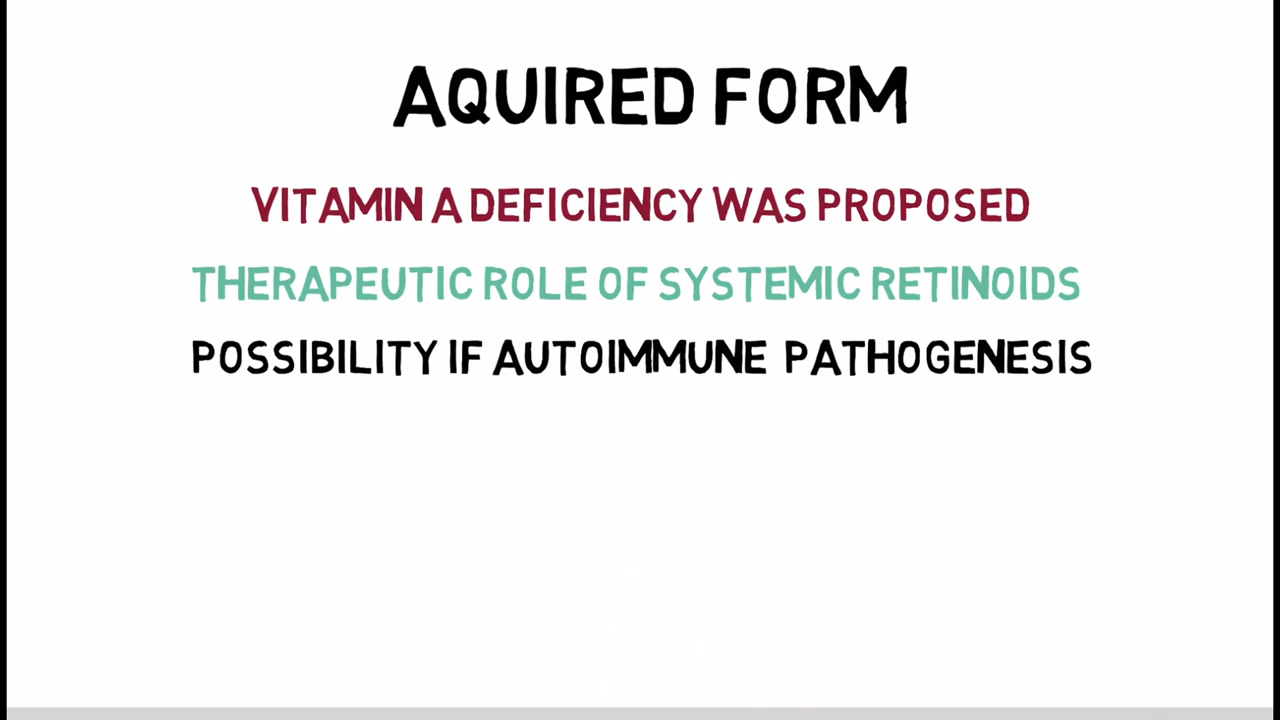 AQUIRED FORM
VITAMIN A DEFICIENCY WAS PROPOSED
THERAPEUTIC ROLE OF SYSTEMIC RETINOIDS
POSSIBILITY IF AUTOIMMUNE PATHOGENESIS